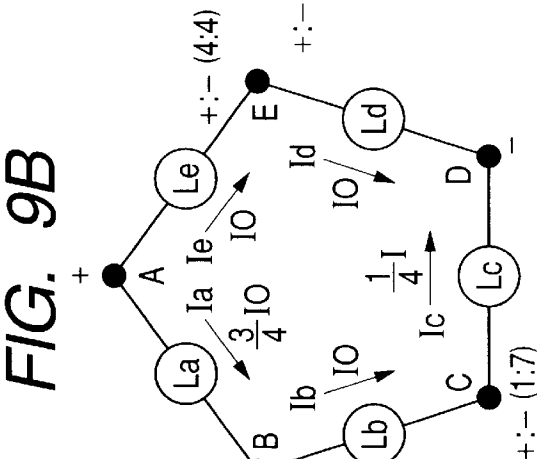 FIG. 9B
+
A
+:− (4:4)
+:−
La
Le
E
Ia
Ie
3/4 IO
IO
B
Ib
IO
Id
IO
Ld
Lb
1/4 I
Ic
C
Lc
D
−
+:− (1:7)